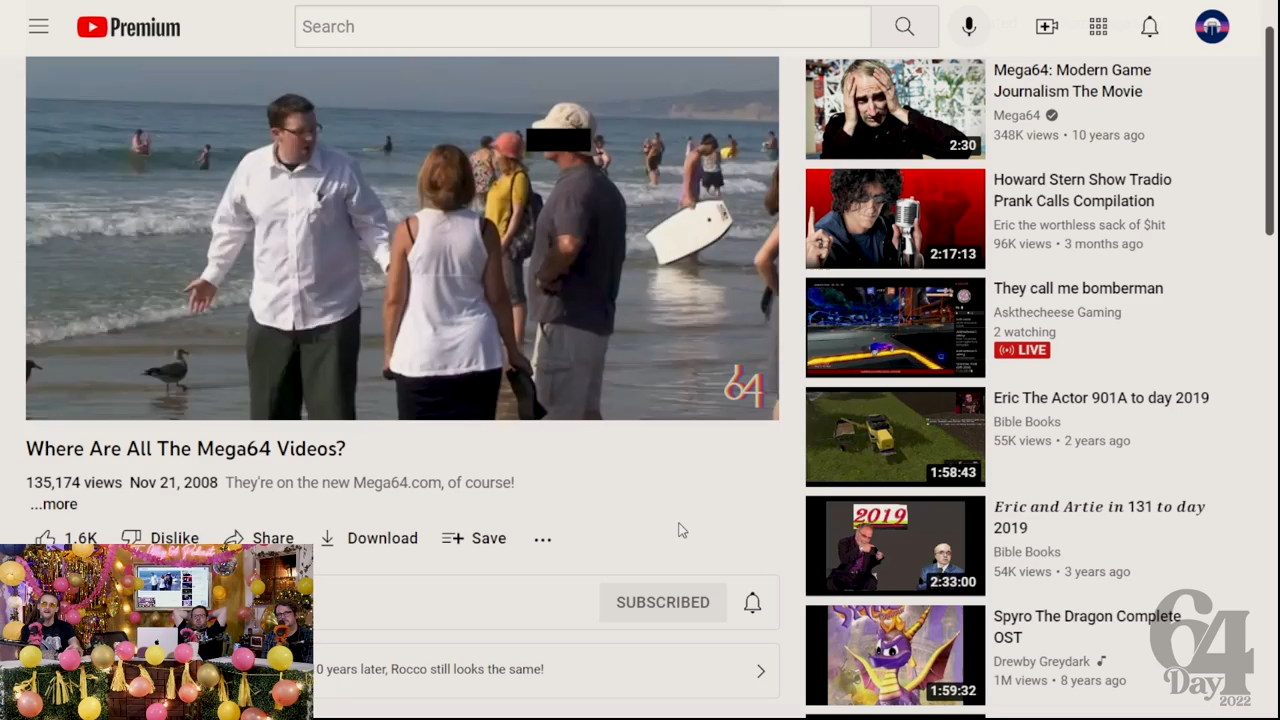 Premium
Search
64
Where Are All The Mega64 Videos?
135,174 views Nov 21, 2008 They're on the new Mega64.com, of course!
...more
1.6K Dislike Share Download Save ...
SUBSCRIBED
0 years later, Rocco still looks the same!
Mega64: Modern Game
Journalism The Movie
Mega64
348K views • 10 years ago
2:30
Howard Stern Show Tradio
Prank Calls Compilation
Eric the worthless sack of $hit
96K views • 3 months ago
2:17:13
They call me bomberman
Askthecheese Gaming
2 watching
LIVE
Eric The Actor 901A to day 2019
Bible Books
55K views • 2 years ago
1:58:43
2019
Eric and Artie in 131 to day
2019
Bible Books
54K views • 3 years ago
2:33:00
Spyro The Dragon Complete
OST
Drewby Greydark
1M views • 8 years ago
1:59:32
64
Day
2022